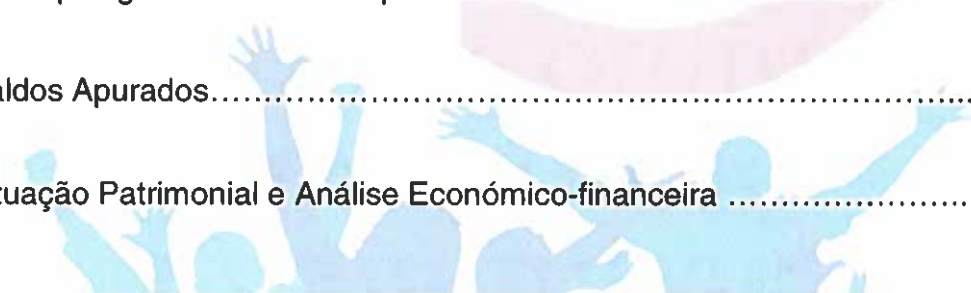 aldos Apurados........................................................................
tuação Patrimonial e Análise Económico-financeira .......................